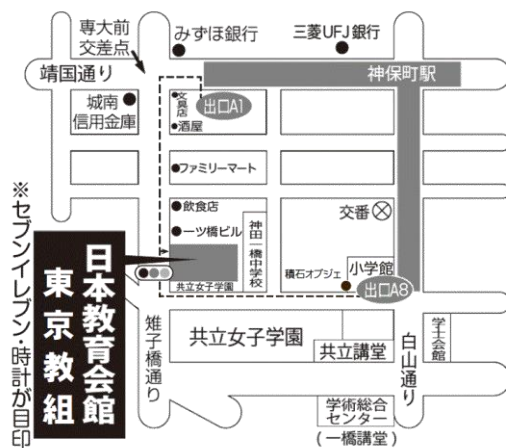 専大前
交差点
みずほ銀行
三菱UFJ銀行
靖国通り
神保町駅
城南
信用金庫
文具店
出口A1
酒屋
ファミリーマート
飲食店
一ツ橋ビル
神田一橋中学校
交番
小学館
積石オブジェ
出口A8
共立女子学園
日本教育会館
東京教組
※セブンイレブン・時計が目印
雉子橋通り
共立女子学園
共立講堂
白山通り
学士会館
学術総合
センター
(一橋講堂)